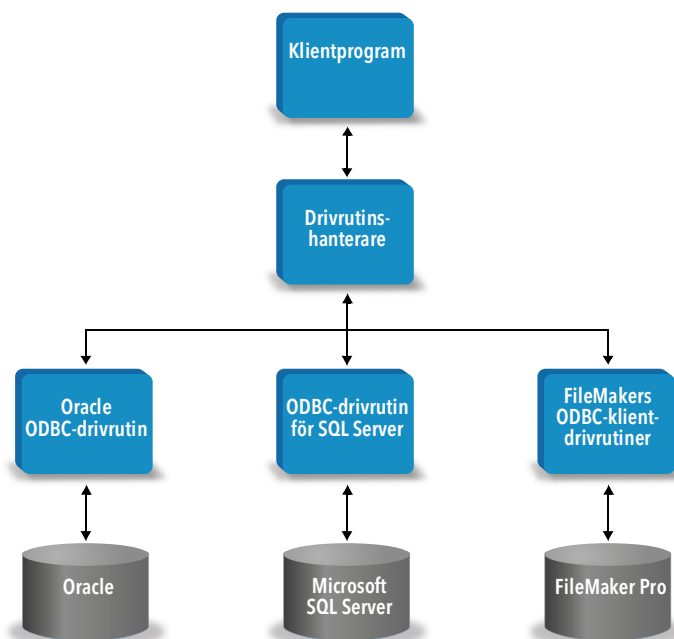 Klientprogram
Drivrutins-
hanterare
Oracle
ODBC-drivrutin
ODBC-drivrutin
för SQL Server
FileMakers
ODBC-klient-
drivrutiner
Oracle
Microsoft
SQL Server
FileMaker Pro